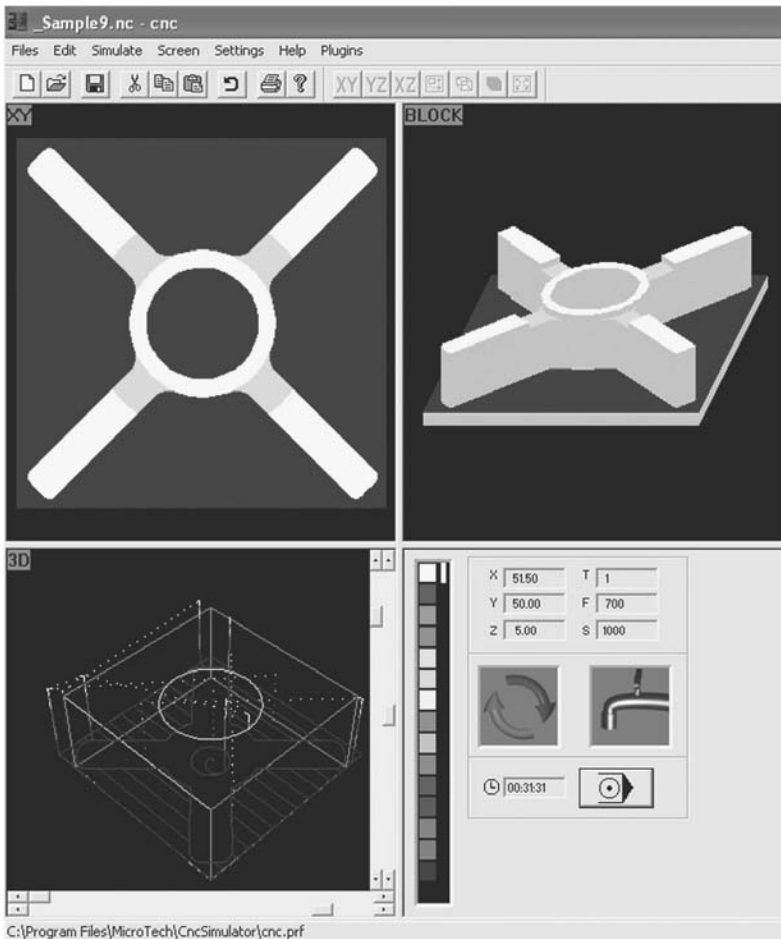 _Sample9.nc - cnc
Files Edit Simulate Screen Settings Help Plugins
XY YZ XZ
XY
BLOCK
3D
X 51.50 T 1
Y 50.00 F 700
Z 5.00 S 1000
00:31:31
C:\Program Files\MicroTech\CncSimulator\cnc.prf